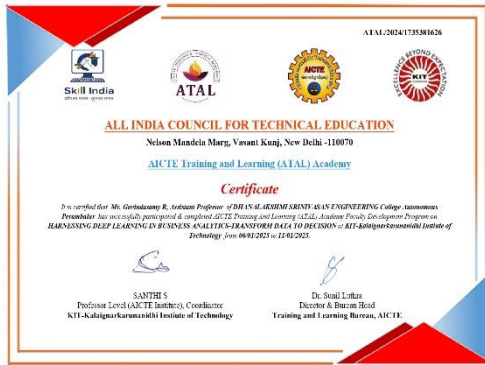 ATAL/2024/1735381626
Skill India
ATAL
AICTE
KIT
EXCELLENCE BEYOND EXPECTATION
ALL INDIA COUNCIL FOR TECHNICAL EDUCATION
Nelson Mandela Marg, Vasant Kunj, New Delhi -110070
AICTE Training and Learning (ATAL) Academy
Certificate
It is certified that Mr. Govindasamy R, Assistant Professor of DHANALAKSHMI SRINIVASAN ENGINEERING College Autonomous
Perambalur has successfully participated & completed AICTE Training And Learning (ATAL) Academy Faculty Development Program on
HARNESSING DEEP LEARNING IN BUSINESS ANALYTICS-TRANSFORM DATA TO DECISION at KIT-Kalaignarkarunanidhi Institute of
Technology from 06/01/2025 to 11/01/2025.
SANTHI S
Professor Level (AICTE Institute), Coordinator
KIT-Kalaignarkarunanidhi Institute of Technology
Dr. Sunil Luthra
Director & Bureau Head
Training and Learning Bureau, AICTE